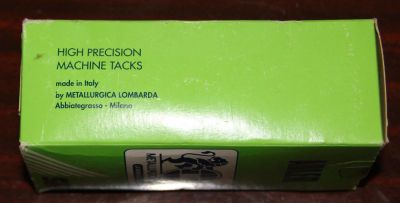 HIGH PRECISION
MACHINE TACKS
made in Italy
by METALLURGICA LOMBARDA
Abbiategrasso - Milano